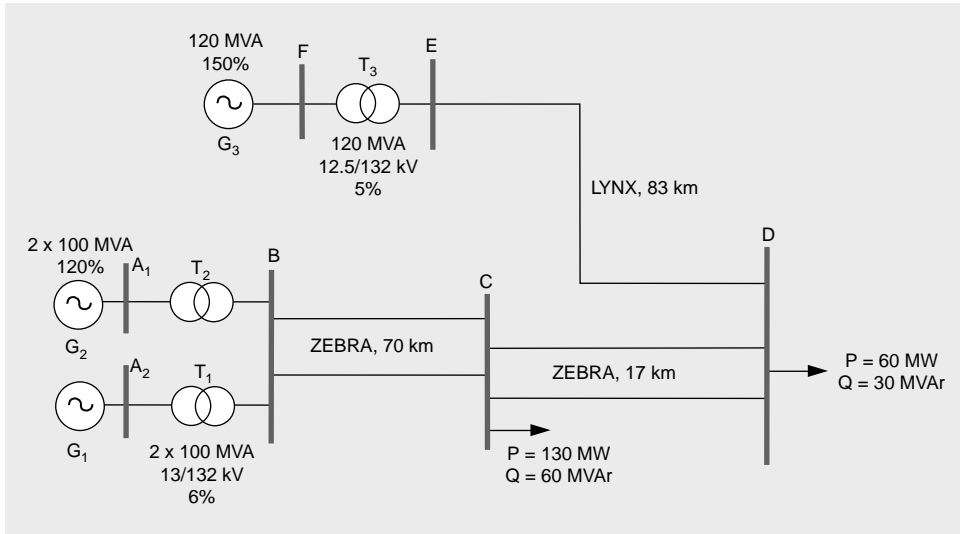 120 MVA
150%
G3
F
T3
120 MVA
12.5/132 kV
5%
E
LYNX, 83 km
D
2 x 100 MVA
120%
G2
A1
T2
B
ZEBRA, 70 km
C
ZEBRA, 17 km
P = 60 MW
Q = 30 MVAr
G1
A2
T1
2 x 100 MVA
13/132 kV
6%
P = 130 MW
Q = 60 MVAr